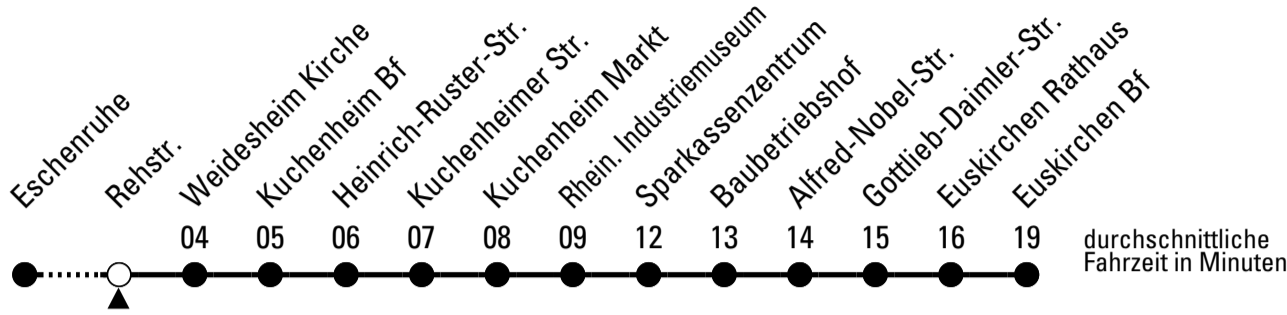 Eschenruhe
Rehstr.
Weidesheim Kirche
Kuchenheim Bf
Heinrich-Ruster-Str.
Kuchenheimer Str.
Kuchenheim Markt
Rhein. Industriemuseum
Sparkassenzentrum
Baubetriebshof
Alfred-Nobel-Str.
Gottlieb-Daimler-Str.
Euskirchen Rathaus
Euskirchen Bf
04 05 06 07 08 09 12 13 14 15 16 19
durchschnittliche
Fahrzeit in Minuten